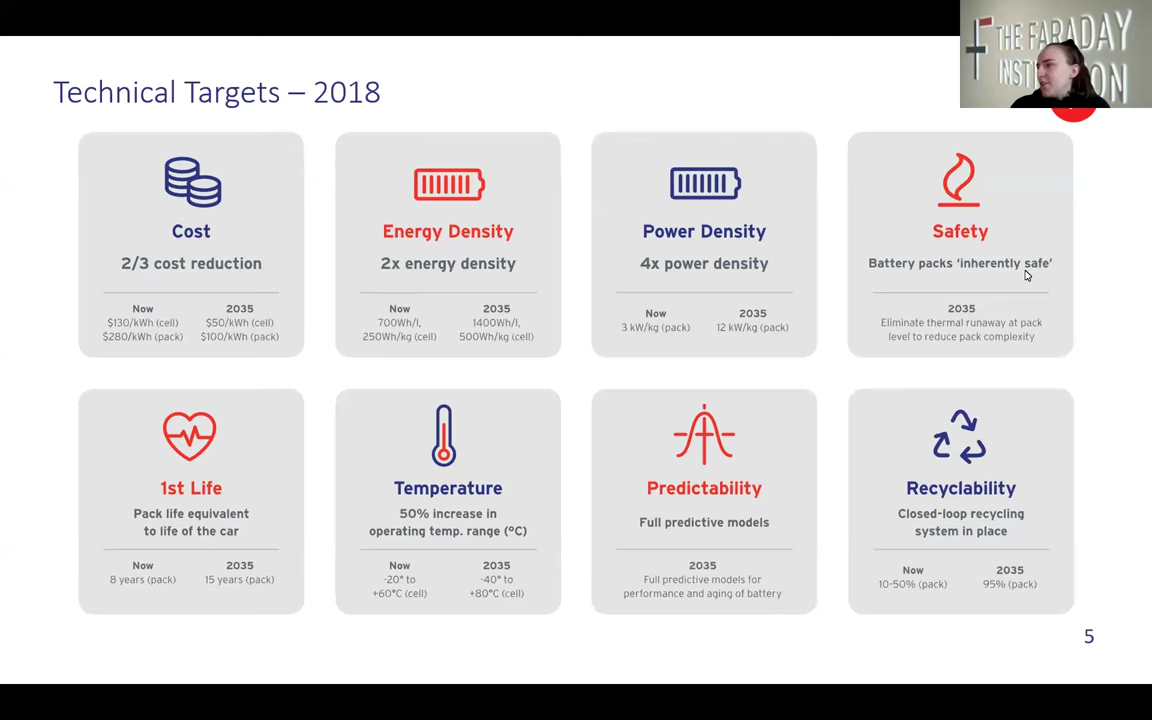 THE FARADAY
INST ON
Technical Targets – 2018
Cost
2/3 cost reduction
Now
$130/kWh (cell)
$280/kWh (pack)
2035
$50/kWh (cell)
$100/kWh (pack)
Energy Density
2x energy density
Now
700Wh/l,
250Wh/kg (cell)
2035
1400Wh/l,
500Wh/kg (cell)
Power Density
4x power density
Now
3 kW/kg (pack)
2035
12 kW/kg (pack)
Safety
Battery packs ‘inherently safe’
2035
Eliminate thermal runaway at pack
level to reduce pack complexity
1st Life
Pack life equivalent
to life of the car
Now
8 years (pack)
2035
15 years (pack)
Temperature
50% increase in
operating temp. range (°C)
Now
-20° to
+60°C (cell)
2035
-40° to
+80°C (cell)
Predictability
Full predictive models
2035
Full predictive models for
performance and aging of battery
Recyclability
Closed-loop recycling
system in place
Now
10-50% (pack)
2035
95% (pack)
5